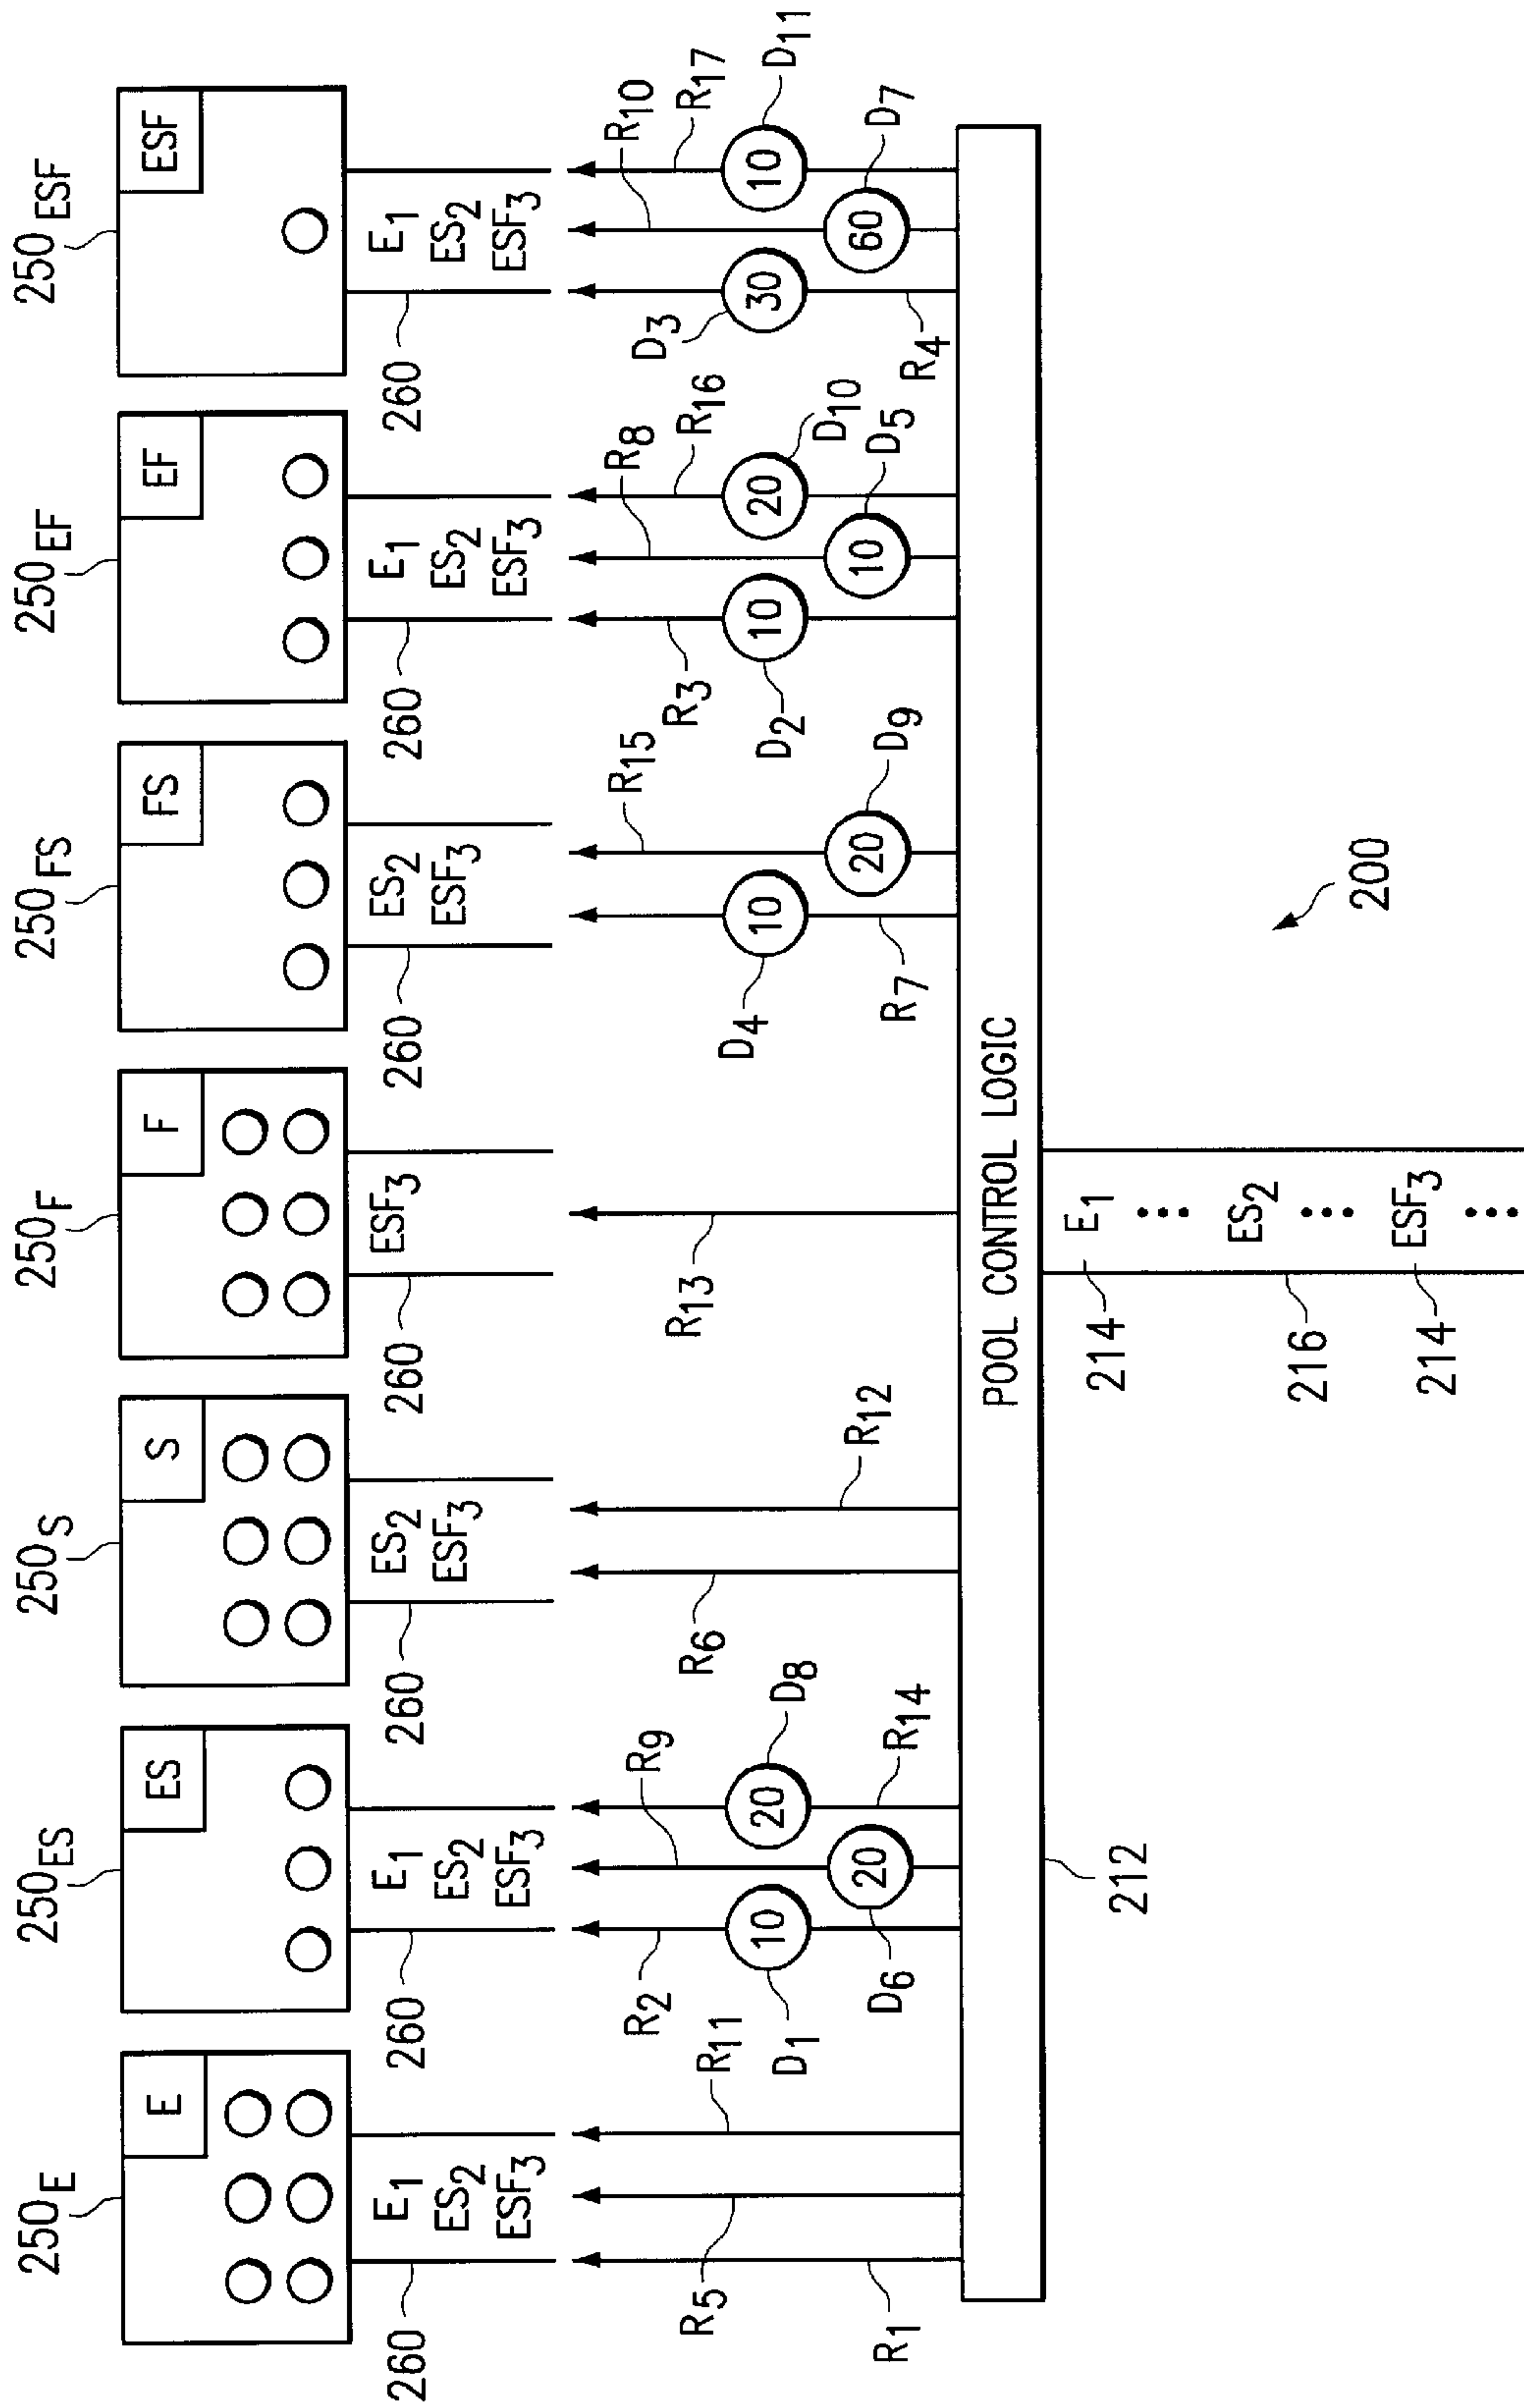 250E
250ES
250S
250F
250FS
250EF
250ESF
E
ES
S
F
FS
EF
ESF
260
E1
ES2
ESF3
260
E1
ES2
ESF3
260
ES2
ESF3
260
ESF3
260
ES2
ESF3
260
E1
ES2
ESF3
260
E1
ES2
ESF3
R5
R1
R11
R2
R9
D1
10
D6
20
D8
20
R14
R6
R12
R13
D4
10
R7
R15
20
D9
R3
D2
10
R8
R16
20
D10
10
D5
D3
30
R4
R10
R17
10
D11
60
D7
POOL CONTROL LOGIC
212
214
E1
216
ES2
214
ESF3
200